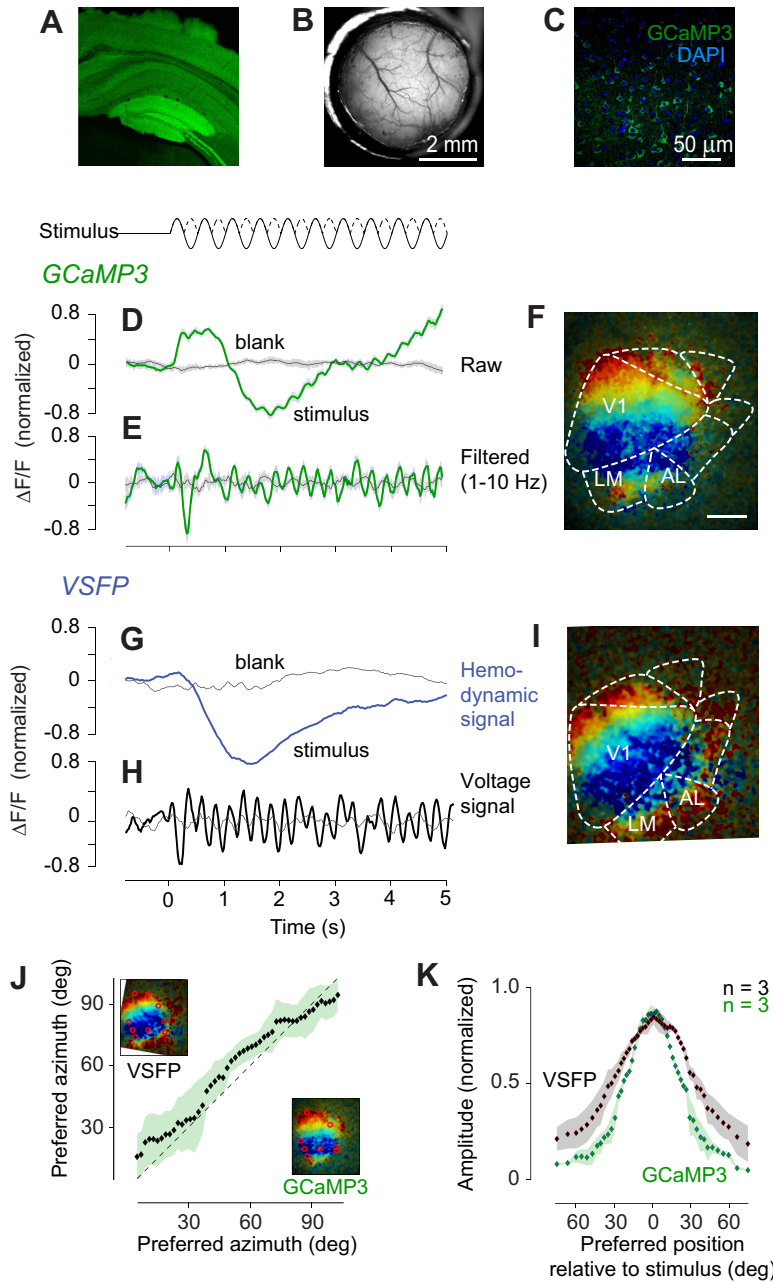 A
B
C
GCaMP3
DAPI
2 mm
50 μm
Stimulus
GCaMP3
ΔF/F (normalized)
0.8
0
-0.8
D
blank
stimulus
Raw
0.8
0
-0.8
E
Filtered
(1-10 Hz)
F
V1
LM
AL
VSFP
ΔF/F (normalized)
0.8
0
-0.8
G
blank
stimulus
Hemo-
dynamic
signal
0.8
0
-0.8
H
Voltage
signal
0 1 2 3 4 5
Time (s)
I
V1
LM
AL
J
Preferred azimuth (deg)
90
60
30
VSFP
GCaMP3
30 60 90
Preferred azimuth (deg)
K
Amplitude (normalized)
1.0
0.5
0
n = 3
n = 3
VSFP
GCaMP3
60 30 0 30 60
Preferred position
relative to stimulus (deg)